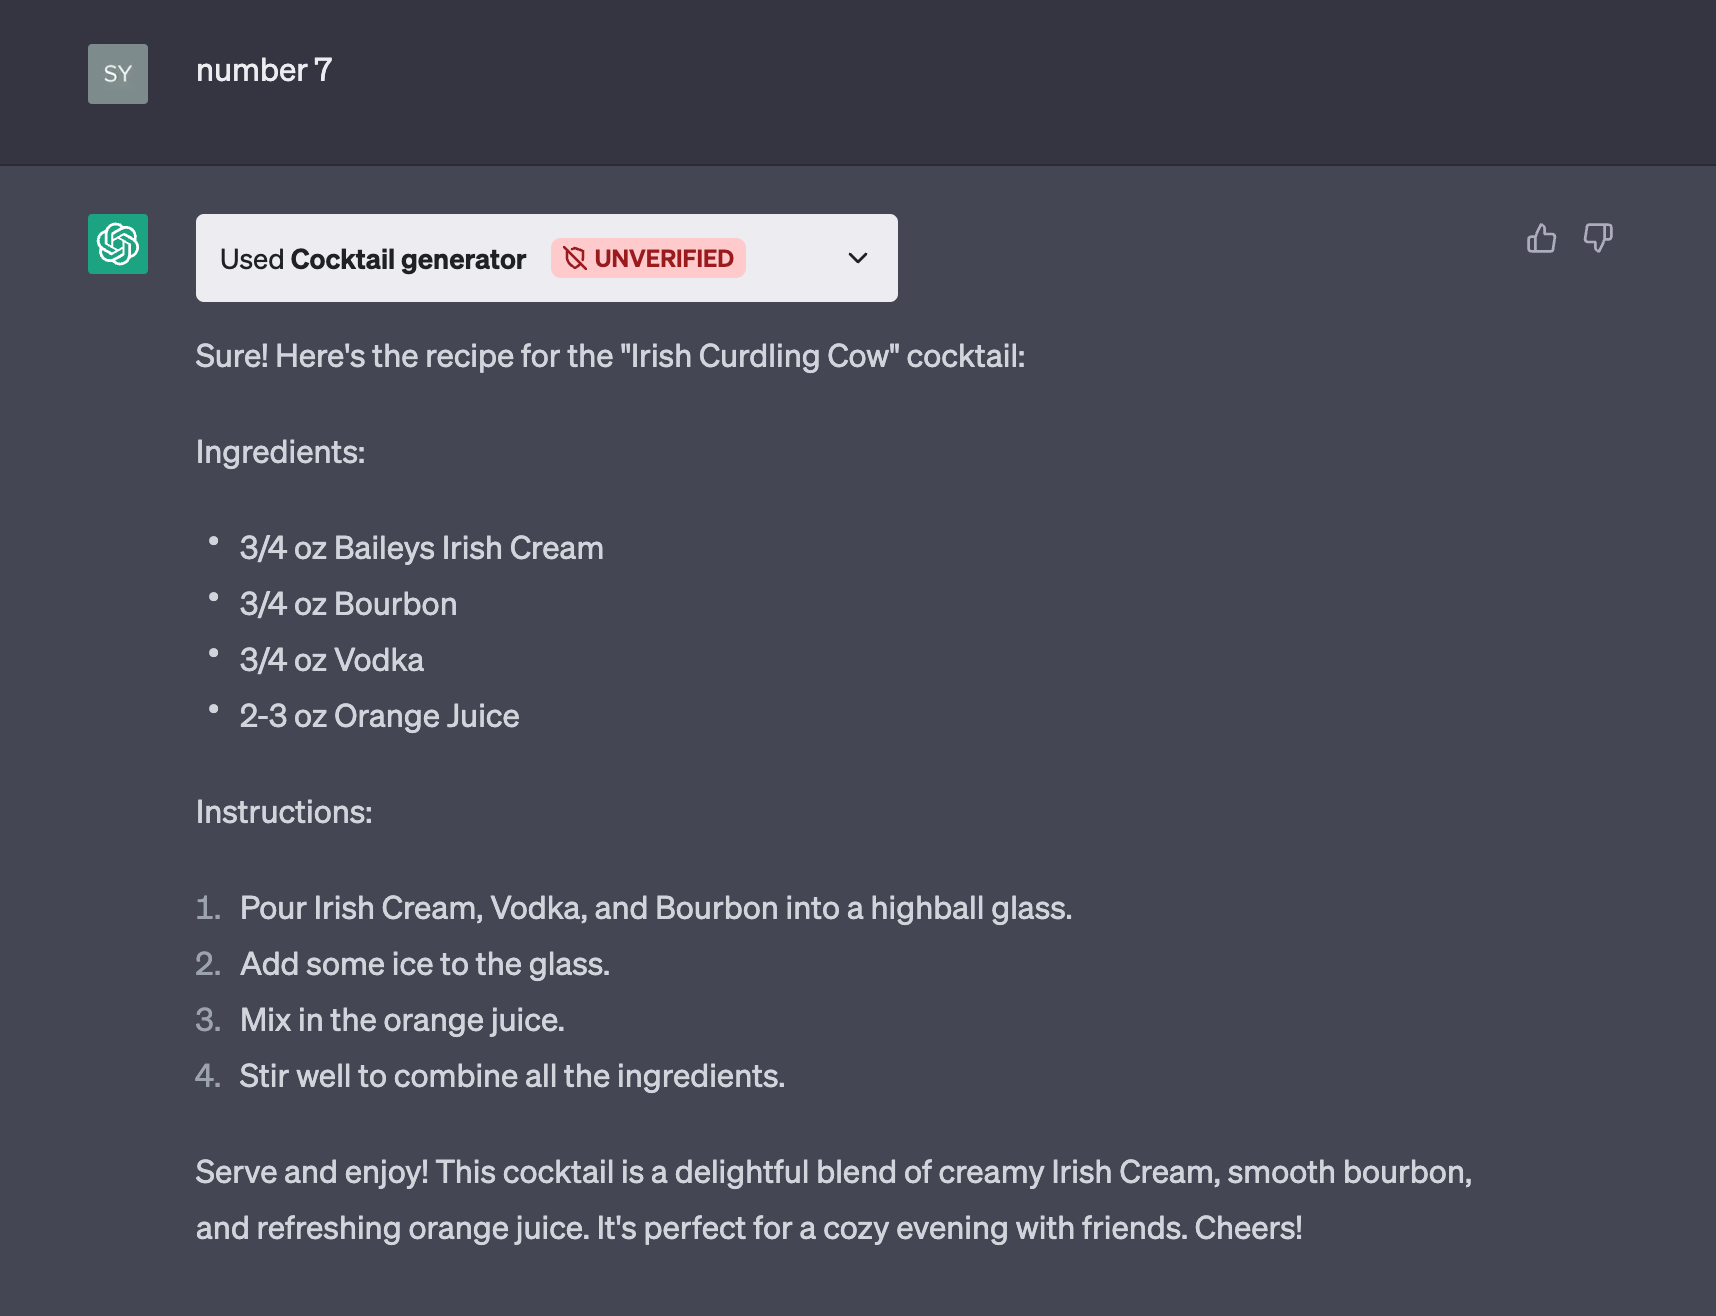 SY
number 7
Used Cocktail generator UNVERIFIED
Sure! Here's the recipe for the "Irish Curdling Cow" cocktail:
Ingredients:
• 3/4 oz Baileys Irish Cream
• 3/4 oz Bourbon
• 3/4 oz Vodka
• 2-3 oz Orange Juice
Instructions:
1. Pour Irish Cream, Vodka, and Bourbon into a highball glass.
2. Add some ice to the glass.
3. Mix in the orange juice.
4. Stir well to combine all the ingredients.
Serve and enjoy! This cocktail is a delightful blend of creamy Irish Cream, smooth bourbon,
and refreshing orange juice. It's perfect for a cozy evening with friends. Cheers!